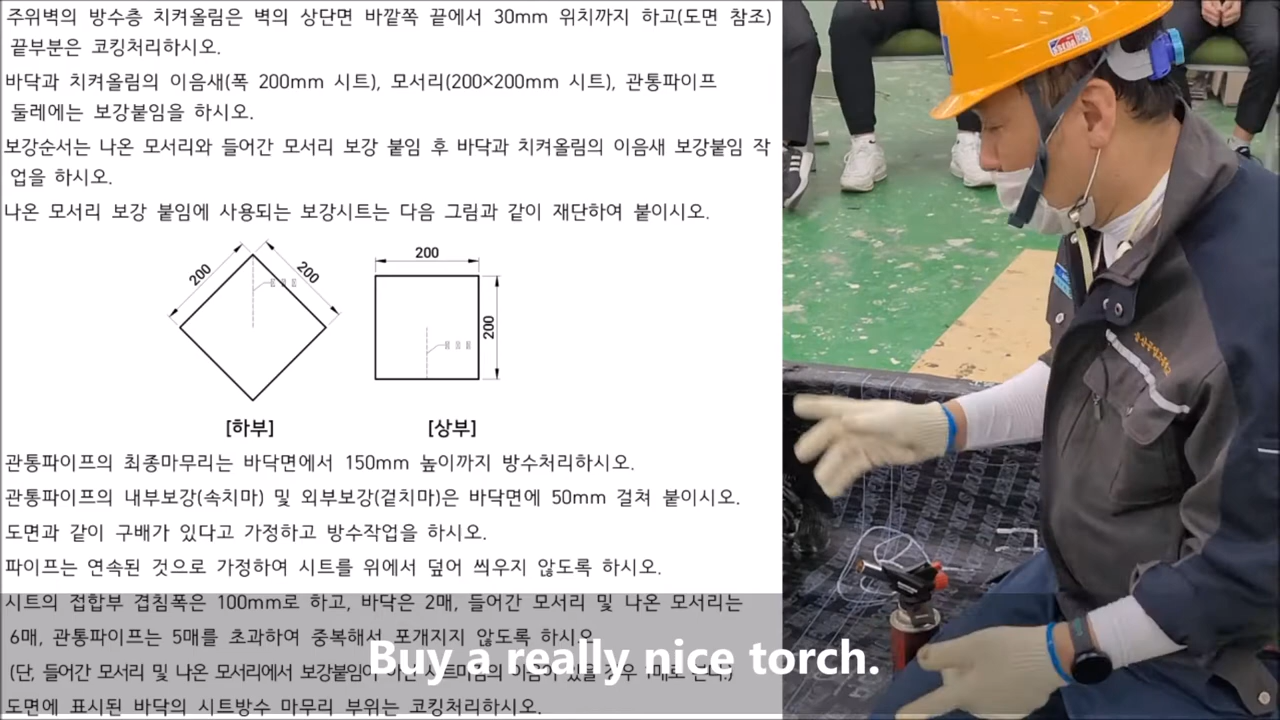 주위벽의 방수층 치켜올림은 벽의 상단면 바깥쪽 끝에서 30mm 위치까지 하고(도면 참조)
끝부분은 코킹처리하시오.
바닥과 치켜올림의 이음새(폭 200mm 시트), 모서리(200×200mm 시트), 관통파이프
둘레에는 보강붙임을 하시오.
보강순서는 나온 모서리와 들어간 모서리 보강 붙임 후 바닥과 치켜올림의 이음새 보강붙임 작
업을 하시오.
나온 모서리 보강 붙임에 사용되는 보강시트는 다음 그림과 같이 재단하여 붙이시오.
200 200 200
200
[하부] [상부]
관통파이프의 최종마무리는 바닥면에서 150mm 높이까지 방수처리하시오.
관통파이프의 내부보강(속치마) 및 외부보강(겉치마)은 바닥면에 50mm 걸쳐 붙이시오.
도면과 같이 구배가 있다고 가정하고 방수작업을 하시오.
파이프는 연속된 것으로 가정하여 시트를 위에서 덮어 씌우지 않도록 하시오.
시트의 접합부 겹침폭은 100mm로 하고, 바닥은 2매, 들어간 모서리 및 나온 모서리는
6매, 관통파이프는 5매를 초과하여 중복해서 포개지지 않도록 하시오
(단, 들어간 모서리 및 나온 모서리에서
Buy a really nice torch.
도면에 표시된 바닥의 시트방수 마무리 부위는 코킹처리하시오.